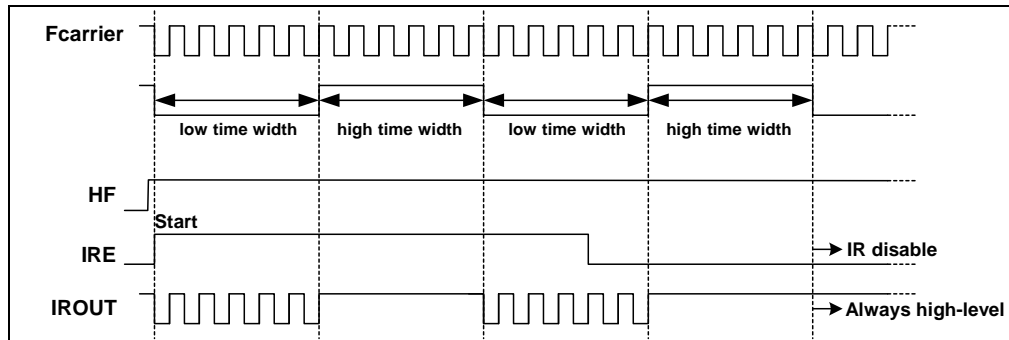 Fcarrier
low time width high time width low time width high time width
HF
Start
IRE
IR disable
IROUT
Always high-level